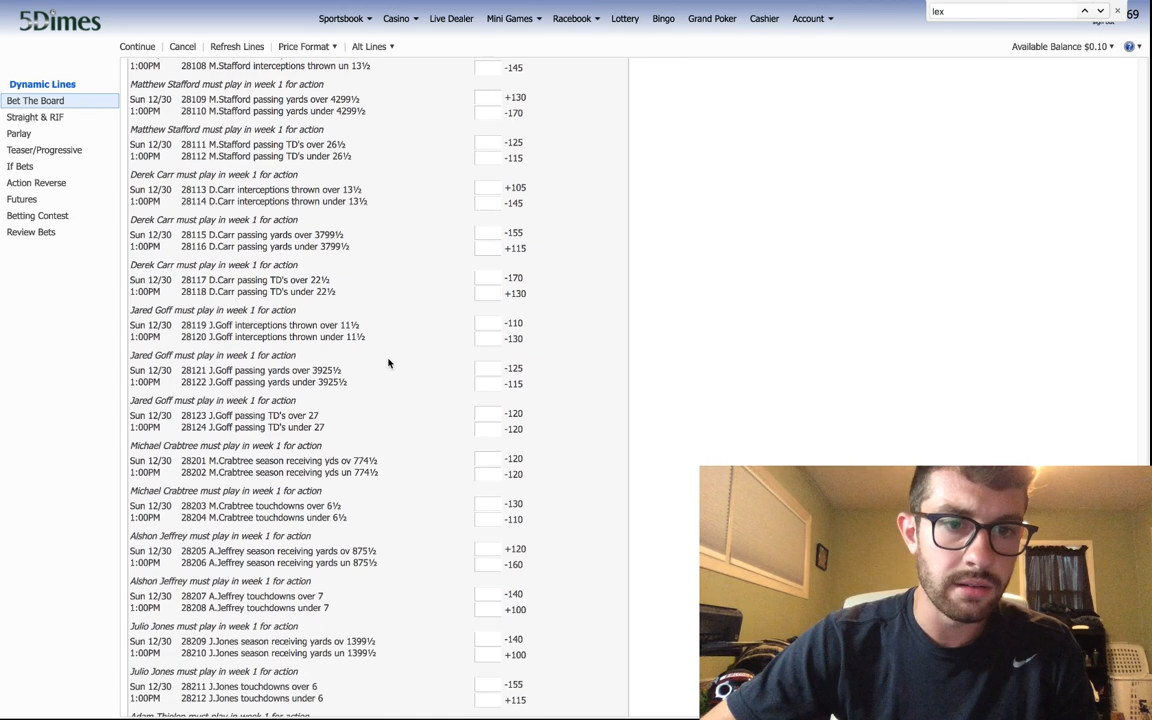 5Dimes
Sportsbook
Casino
Live Dealer
Mini Games
Racebook
Lottery
Bingo
Grand Poker
Cashier
Account
lex
69
Continue
Cancel
Refresh Lines
Price Format
Alt Lines
Available Balance $0.10
Dynamic Lines
Bet The Board
Straight & RIF
Parlay
Teaser/Progressive
If Bets
Action Reverse
Futures
Betting Contest
Review Bets
1:00PM 28108 M.Stafford interceptions thrown un 13½ -145
Matthew Stafford must play in week 1 for action
Sun 12/30 28109 M.Stafford passing yards over 4299½ +130
1:00PM 28110 M.Stafford passing yards under 4299½ -170
Matthew Stafford must play in week 1 for action
Sun 12/30 28111 M.Stafford passing TD's over 26½ -125
1:00PM 28112 M.Stafford passing TD's under 26½ -115
Derek Carr must play in week 1 for action
Sun 12/30 28113 D.Carr interceptions thrown over 13½ +105
1:00PM 28114 D.Carr interceptions thrown under 13½ -145
Derek Carr must play in week 1 for action
Sun 12/30 28115 D.Carr passing yards over 3799½ -155
1:00PM 28116 D.Carr passing yards under 3799½ +115
Derek Carr must play in week 1 for action
Sun 12/30 28117 D.Carr passing TD's over 22½ -170
1:00PM 28118 D.Carr passing TD's under 22½ +130
Jared Goff must play in week 1 for action
Sun 12/30 28119 J.Goff interceptions thrown over 11½ -110
1:00PM 28120 J.Goff interceptions thrown under 11½ -130
Jared Goff must play in week 1 for action
Sun 12/30 28121 J.Goff passing yards over 3925½ -125
1:00PM 28122 J.Goff passing yards under 3925½ -115
Jared Goff must play in week 1 for action
Sun 12/30 28123 J.Goff passing TD's over 27 -120
1:00PM 28124 J.Goff passing TD's under 27 -120
Michael Crabtree must play in week 1 for action
Sun 12/30 28201 M.Crabtree season receiving yds ov 774½ -120
1:00PM 28202 M.Crabtree season receiving yds un 774½ -120
Michael Crabtree must play in week 1 for action
Sun 12/30 28203 M.Crabtree touchdowns over 6½ -130
1:00PM 28204 M.Crabtree touchdowns under 6½ -110
Alshon Jeffrey must play in week 1 for action
Sun 12/30 28205 A.Jeffrey season receiving yards ov 875½ +120
1:00PM 28206 A.Jeffrey season receiving yards un 875½ -160
Alshon Jeffrey must play in week 1 for action
Sun 12/30 28207 A.Jeffrey touchdowns over 7 -140
1:00PM 28208 A.Jeffrey touchdowns under 7 +100
Julio Jones must play in week 1 for action
Sun 12/30 28209 J.Jones season receiving yards ov 1399½ -140
1:00PM 28210 J.Jones season receiving yards un 1399½ +100
Julio Jones must play in week 1 for action
Sun 12/30 28211 J.Jones touchdowns over 6 -155
1:00PM 28212 J.Jones touchdowns under 6 +115
Adam Thielen must play in week 1 for action